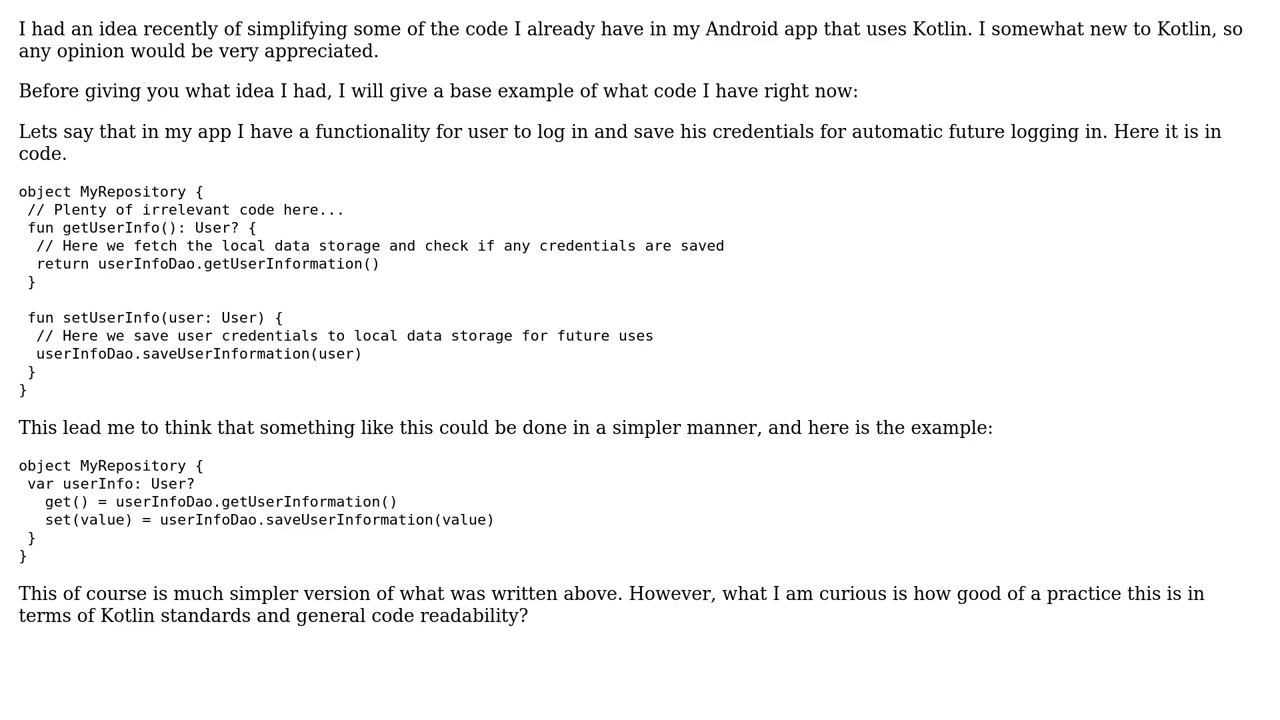 I had an idea recently of simplifying some of the code I already have in my Android app that uses Kotlin. I somewhat new to Kotlin, so
any opinion would be very appreciated.
Before giving you what idea I had, I will give a base example of what code I have right now:
Lets say that in my app I have a functionality for user to log in and save his credentials for automatic future logging in. Here it is in
code.
object MyRepository {
 // Plenty of irrelevant code here...
 fun getUserInfo(): User? {
  // Here we fetch the local data storage and check if any credentials are saved
  return userInfoDao.getUserInformation()
 }
 fun setUserInfo(user: User) {
  // Here we save user credentials to local data storage for future uses
  userInfoDao.saveUserInformation(user)
 }
}
This lead me to think that something like this could be done in a simpler manner, and here is the example:
object MyRepository {
 var userInfo: User?
   get() = userInfoDao.getUserInformation()
   set(value) = userInfoDao.saveUserInformation(value)
 }
}
This of course is much simpler version of what was written above. However, what I am curious is how good of a practice this is in
terms of Kotlin standards and general code readability?